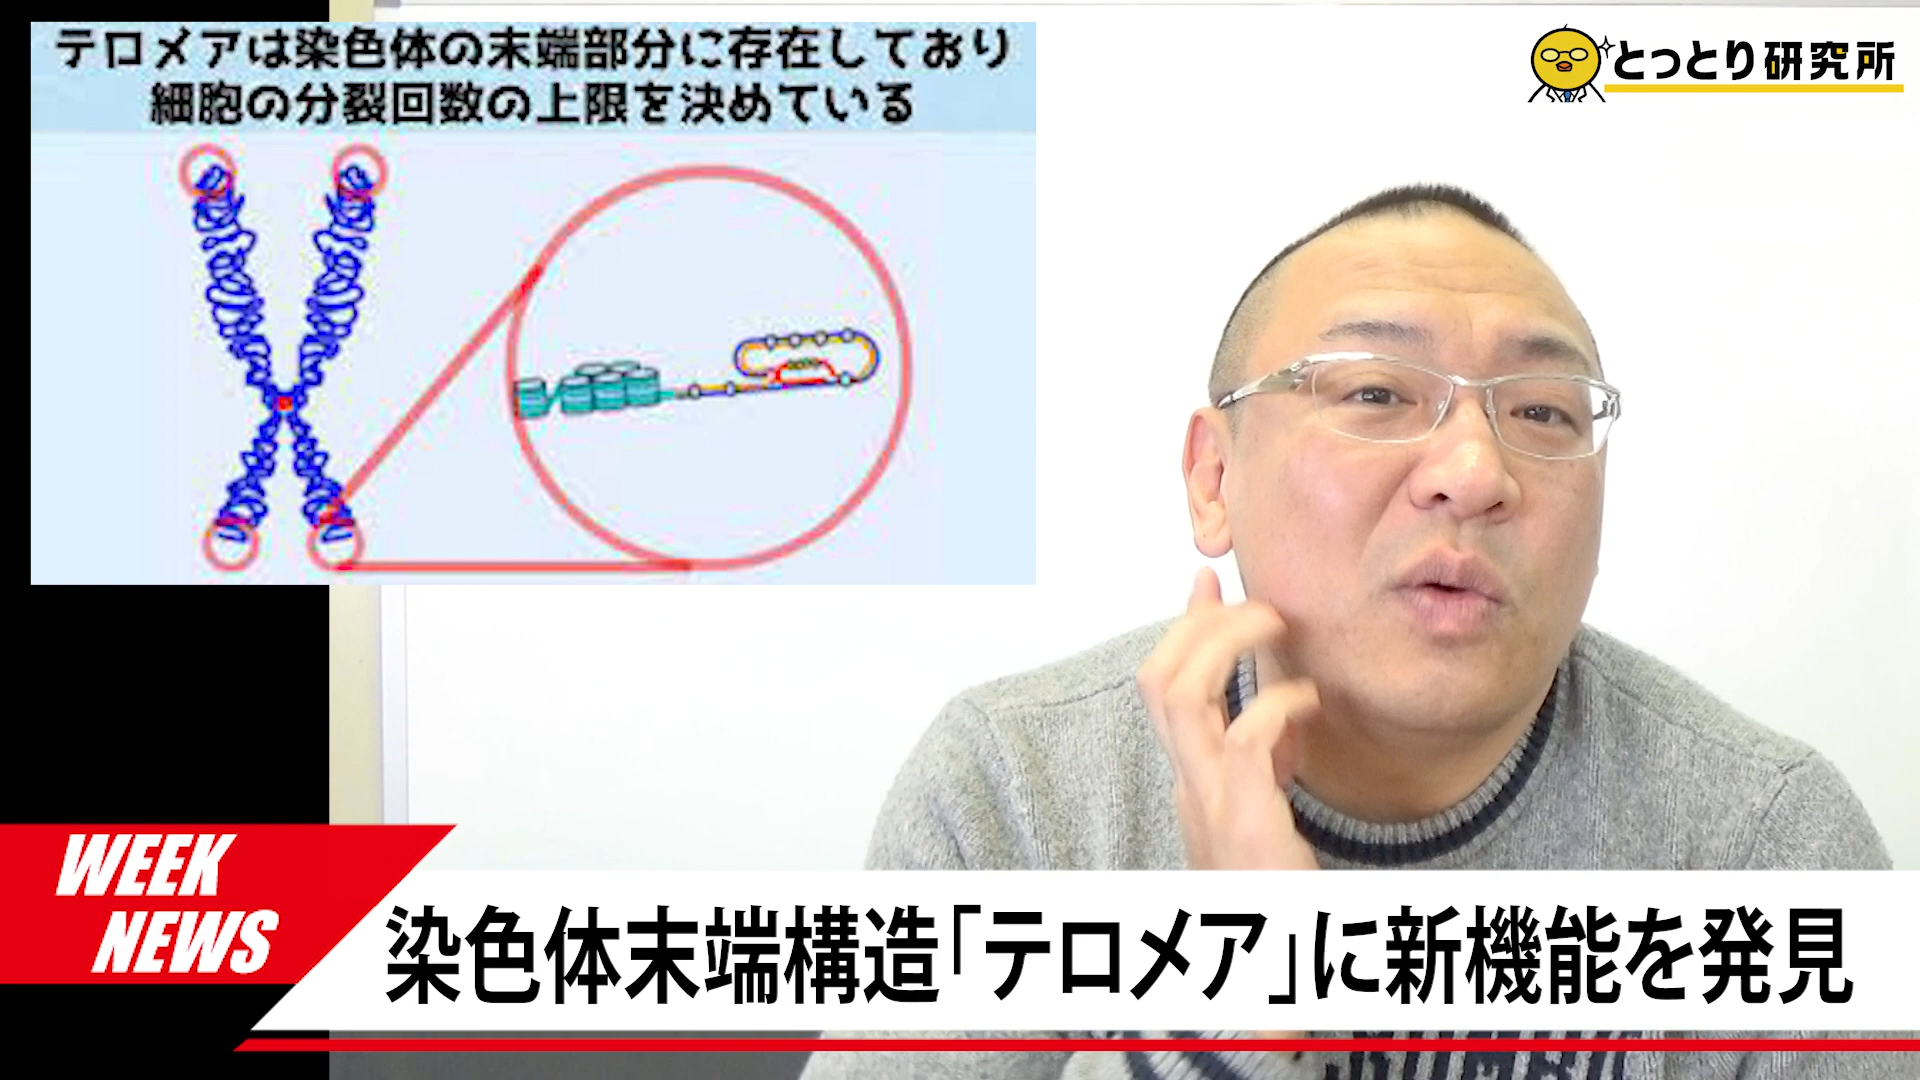 テロメアは染色体の末端部分に存在しており
細胞の分裂回数の上限を決めている
とっとり研究所
WEEK
NEWS
染色体末端構造「テロメア」に新機能を発見